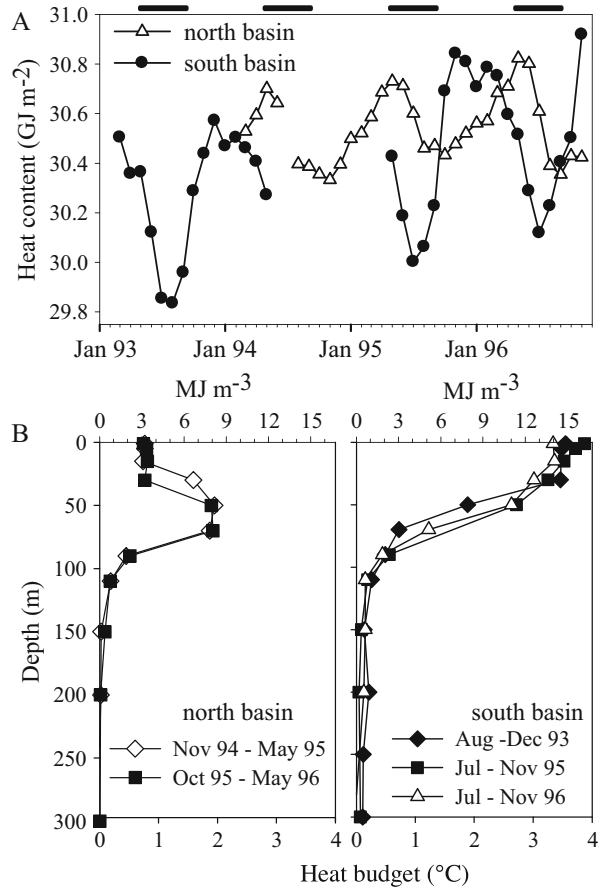 A
north basin
south basin
Heat content (GJ m-2)
31.0
30.8
30.6
30.4
30.2
30.0
29.8
Jan 93 Jan 94 Jan 95 Jan 96
MJ m-3 MJ m-3
B
0 3 6 9 12 15 0 3 6 9 12 15
Depth (m)
0
50
100
150
200
250
300
north basin
Nov 94 - May 95
Oct 95 - May 96
south basin
Aug -Dec 93
Jul - Nov 95
Jul - Nov 96
0 1 2 3 4 0 1 2 3 4
Heat budget (°C)